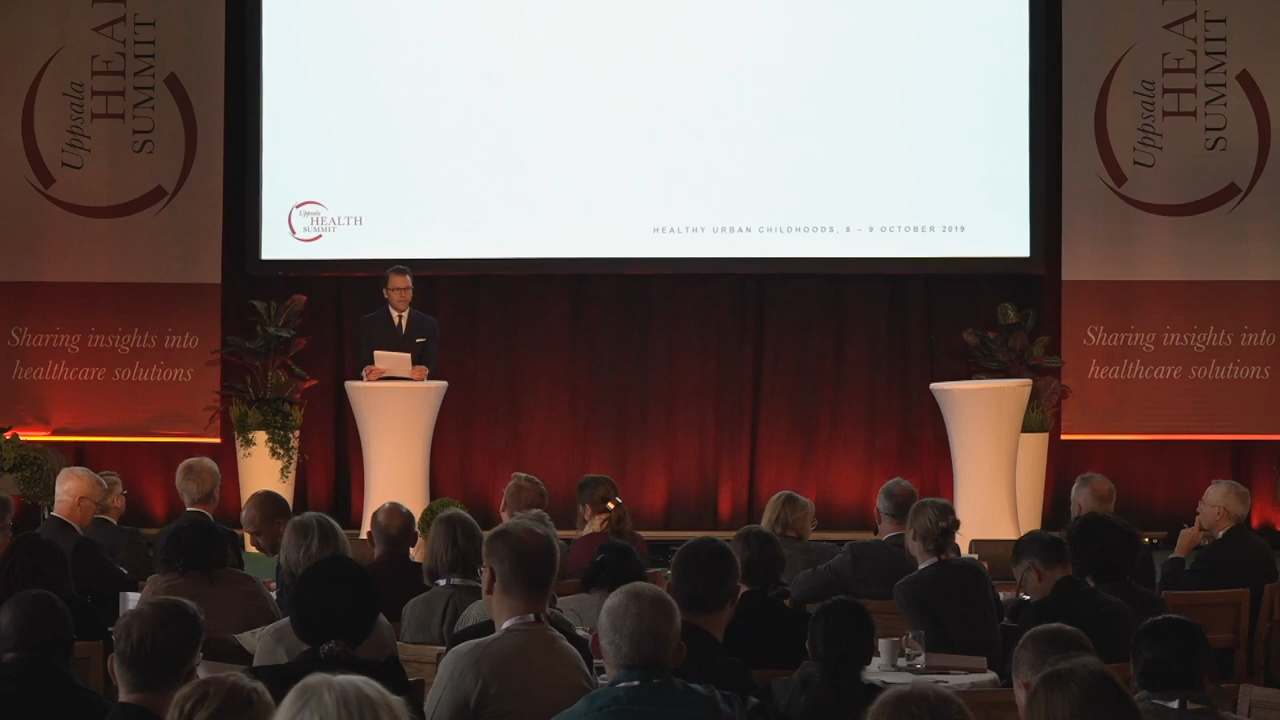 Uppsala
HEAL
SUMMIT
Sharing insights into
healthcare solutions
Uppsala
HEALTH
SUMMIT
HEALTHY URBAN CHILDHOODS, 8 – 9 OCTOBER 2019
Uppsala
HEAL
SUMMIT
Sharing insights into
healthcare solutions